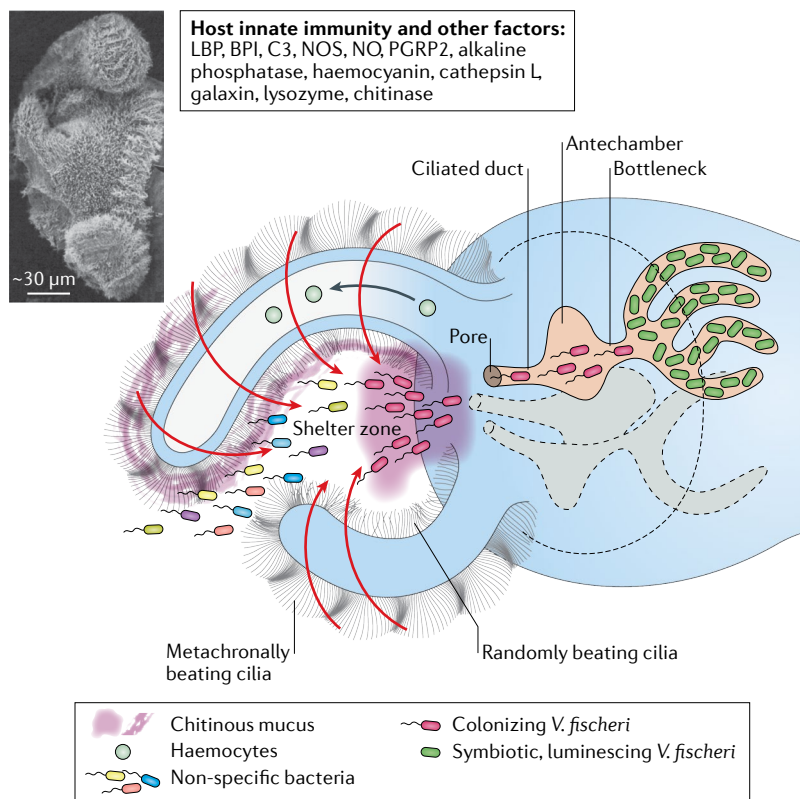 Host innate immunity and other factors:
LBP, BPI, C3, NOS, NO, PGRP2, alkaline
phosphatase, haemocyanin, cathepsin L,
galaxin, lysozyme, chitinase
~30 µm
Antechamber
Ciliated duct
Bottleneck
Pore
Shelter zone
Metachronally
beating cilia
Randomly beating cilia
Chitinous mucus
Haemocytes
Non-specific bacteria
Colonizing V. fischeri
Symbiotic, luminescing V. fischeri